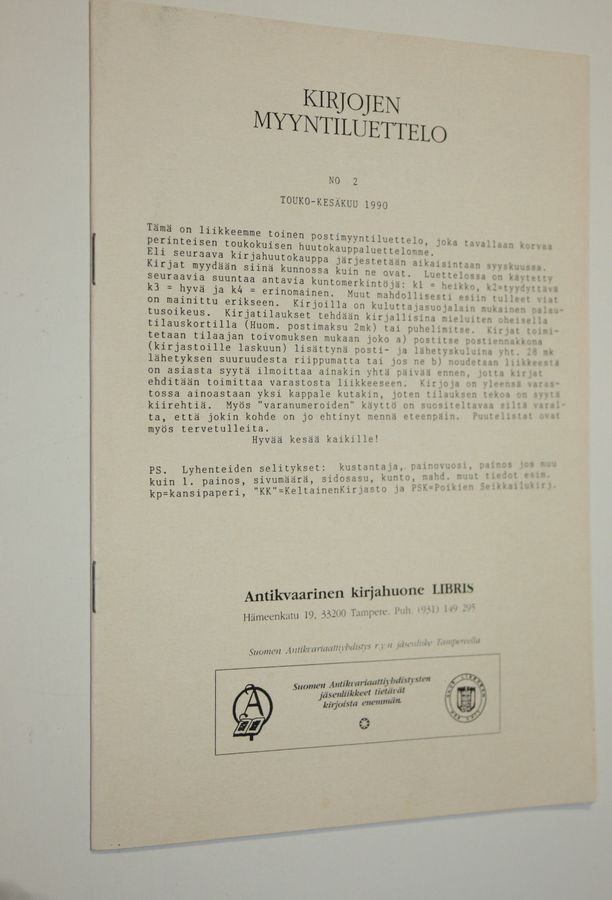 KIRJOJEN
MYYNTILUETTELO
NO 2
TOUKO-KESÄKUU 1990
Tämä on liikkeemme toinen postimyyntiluettelo, joka tavallaan korvaa
perinteisen toukokuisen huutokauppaluettelomme.
Eli seuraava kirjahuutokauppa järjestetään aikaisintaan syyskuussa.
Kirjat myydään siinä kunnossa kuin ne ovat. Luettelossa on käytetty
seuraavia suuntaa antavia kuntomerkintöjä: k1 = heikko, k2=tyydyttävä
k3 = hyvä ja k4 = erinomainen. Muut mahdollisesti esiin tulleet viat
on mainittu erikseen. Kirjoilla on kuluttajasuojalain mukainen palau-
tusoikeus. Kirjatilaukset tehdään kirjallisina mieluiten oheisella
tilauskortilla (Huom. postimaksu 2mk) tai puhelimitse. Kirjat toimi-
tetaan tilaajan toivomuksen mukaan joko a) postitse postiennakkona
(kirjastoille laskuun) lisättynä posti- ja lähetyskuluina yht. 28 mk
lähetyksen suuruudesta riippumatta tai jos ne b) noudetaan liikkeestä
on asiasta syytä ilmoittaa ainakin yhtä päivää ennen, jotta kirjat
ehditään toimittaa varastosta liikkeeseen. Kirjoja on yleensä varas-
tossa ainoastaan yksi kappale kutakin, joten tilauksen teko on syytä
kiirehtiä. Myös "varanumeroiden" käyttö on suositeltavaa siltä varal-
ta, että jokin kohde on jo ehtinyt mennä eteenpäin. Puutelistat ovat
myös tervetulleita.
Hyvää kesää kaikille!
PS. Lyhenteiden selitykset: kustantaja, painovuosi, painos jos muu
kuin 1. painos, sivumäärä, sidosasu, kunto, mahd. muut tiedot esim.
kp=kansipaperi, "KK"=KeltainenKirjasto ja PSK=Poikien Seikkailukirj.
Antikvaarinen kirjahuone LIBRIS
Hämeenkatu 19, 33200 Tampere. Puh. (931) 149 295
Suomen Antikvariaattiyhdistys r.y:n jäsenliike Tampereella
Suomen Antikvariaattiyhdistysten
jäsenliikkeet tietävät
kirjoista enemmän.
A